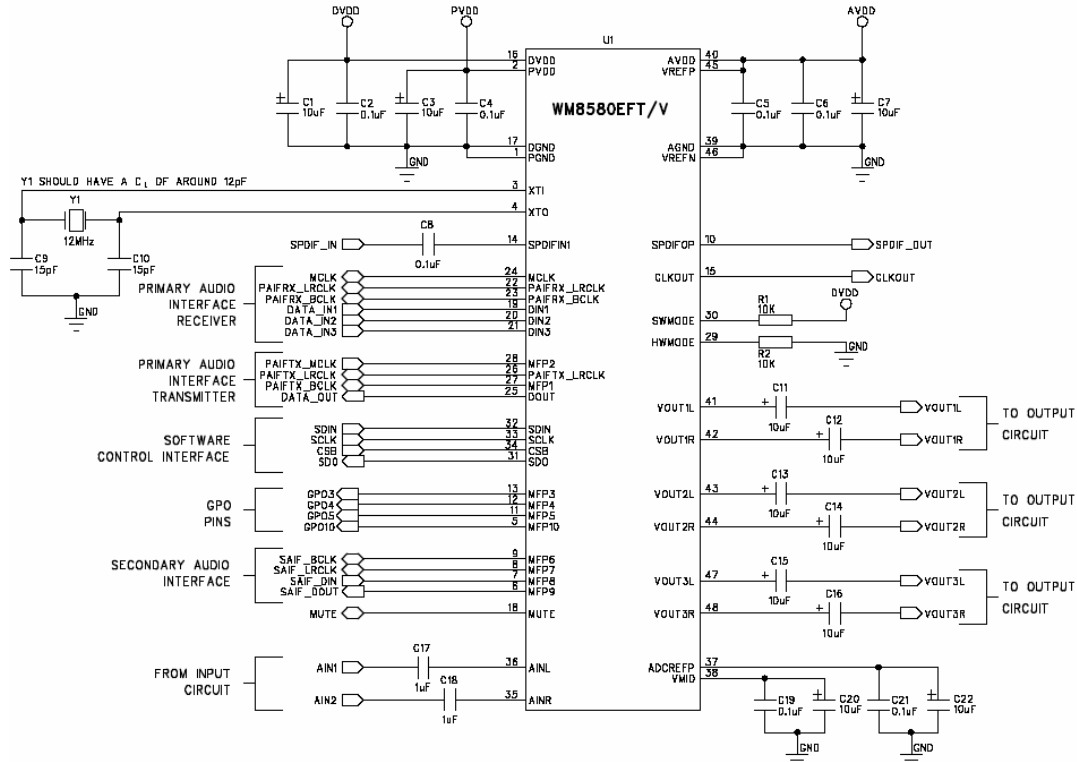 DVDD
PVDD
AVDD
U1
WM8580EFT/V
16 DVDD
2 PVDD
AVDD 40
VREFP 45
C1 10uF
C2 0.1uF
C3 10uF
C4 0.1uF
C5 0.1uF
C6 0.1uF
C7 10uF
17 DGND
1 PGND
AGND 39
VREFN 46
GND
GND
Y1 SHOULD HAVE A CL OF AROUND 12pF
3 XTI
4 XTO
Y1
12MHz
C9 15pF
C10 15pF
GND
SPDIF_IN
C8
0.1uF
14 SPDIFIN1
SPDIFOP 10 SPDIF_OUT
CLKOUT 15 CLKOUT
PRIMARY AUDIO
INTERFACE
RECEIVER
MCLK 24 MCLK
PAIFRX_LRCLK 22 PAIFRX_LRCLK
PAIFRX_BCLK 23 PAIFRX_BCLK
DATA_IN1 19 DIN1
DATA_IN2 20 DIN2
DATA_IN3 21 DIN3
DVDD
R1
10K
SWMODE 30
HWMODE 29
R2
10K
GND
PRIMARY AUDIO
INTERFACE
TRANSMITTER
PAIFTX_MCLK 28 MFP2
PAIFTX_LRCLK 26 PAIFTX_LRCLK
PAIFTX_BCLK 27 MFP1
DATA_OUT 25 DOUT
SOFTWARE
CONTROL INTERFACE
SDIN 32 SDIN
SCLK 33 SCLK
CSB 34 CSB
SDO 31 SDO
GPO
PINS
GPO3 13 MFP3
GPO4 12 MFP4
GPO5 11 MFP5
GPO10 5 MFP10
SECONDARY AUDIO
INTERFACE
SAIF_BCLK 9 MFP6
SAIF_LRCLK 8 MFP7
SAIF_DIN 7 MFP8
SAIF_DOUT 6 MFP9
MUTE 18 MUTE
FROM INPUT
CIRCUIT
AIN1
C17
1uF
36 AINL
AIN2
C18
1uF
35 AINR
VOUT1L 41 + C11 10uF VOUT1L
VOUT1R 42 + C12 10uF VOUT1R
TO OUTPUT
CIRCUIT
VOUT2L 43 + C13 10uF VOUT2L
VOUT2R 44 + C14 10uF VOUT2R
TO OUTPUT
CIRCUIT
VOUT3L 47 + C15 10uF VOUT3L
VOUT3R 48 + C16 10uF VOUT3R
TO OUTPUT
CIRCUIT
ADCREFP 37
VMID 38
C19 0.1uF
C20 10uF
C21 0.1uF
C22 10uF
GND
GND